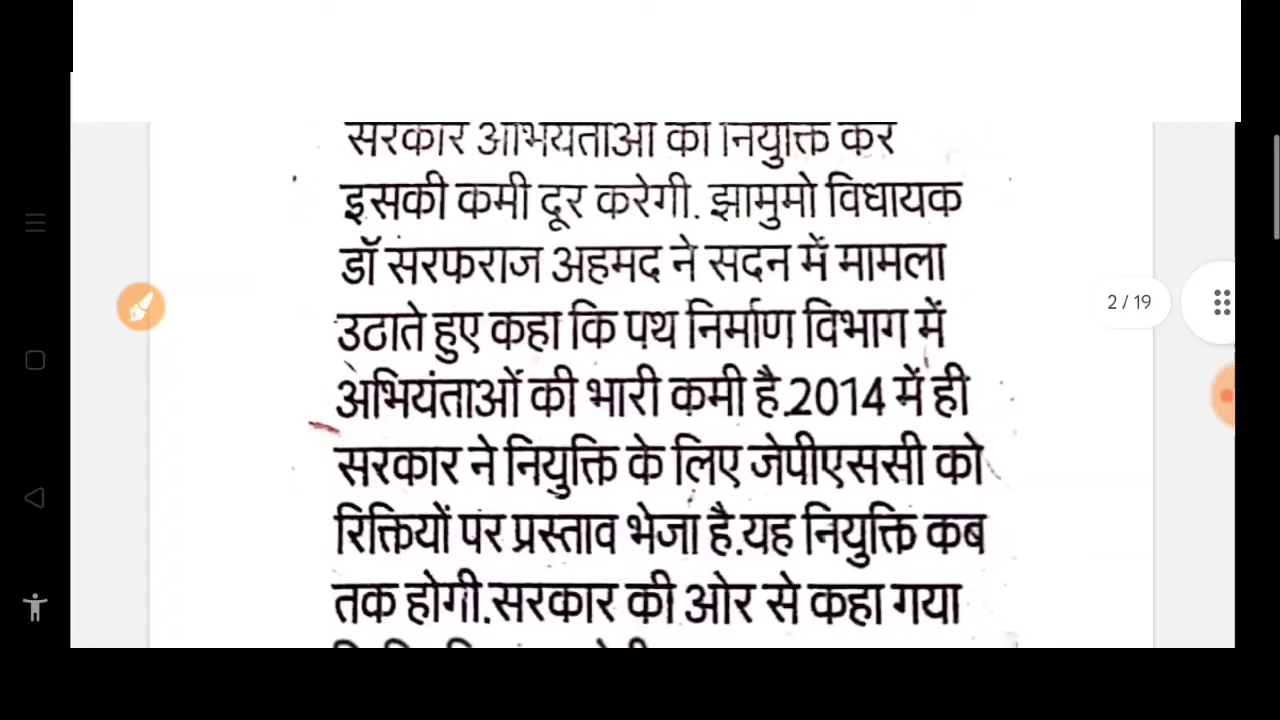 सरकार अभियंताओं की नियुक्ति कर
इसकी कमी दूर करेगी. झामुमो विधायक
डॉ सरफराज अहमद ने सदन में मामला
उठाते हुए कहा कि पथ निर्माण विभाग में
अभियंताओं की भारी कमी है.2014 में ही
सरकार ने नियुक्ति के लिए जेपीएससी को
रिक्तियों पर प्रस्ताव भेजा है.यह नियुक्ति कब
तक होगी.सरकार की ओर से कहा गया
2 / 19